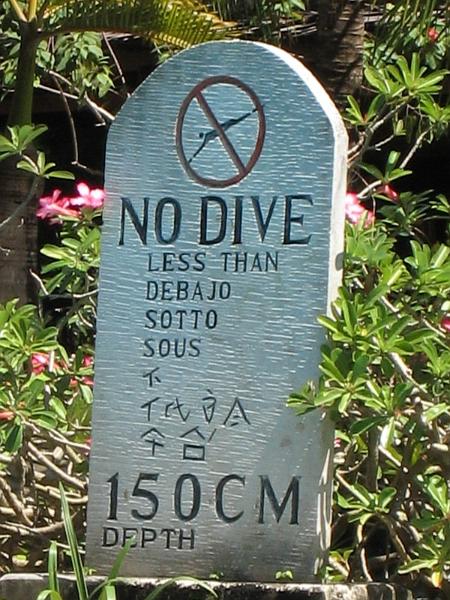 NO DIVE
LESS THAN
DEBAJO
SOTTO
SOUS
150CM
DEPTH